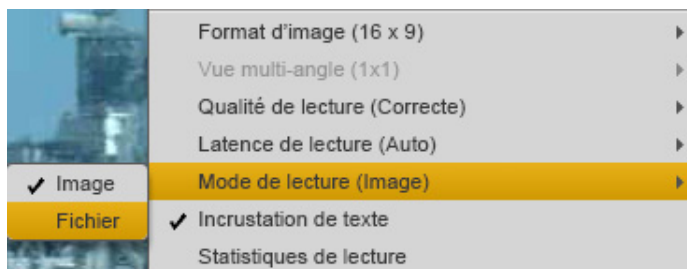 Format d'image (16 x 9)
Vue multi-angle (1x1)
Qualité de lecture (Correcte)
Latence de lecture (Auto)
Mode de lecture (Image)
✔ Image
Fichier
✔ Incrustation de texte
Statistiques de lecture